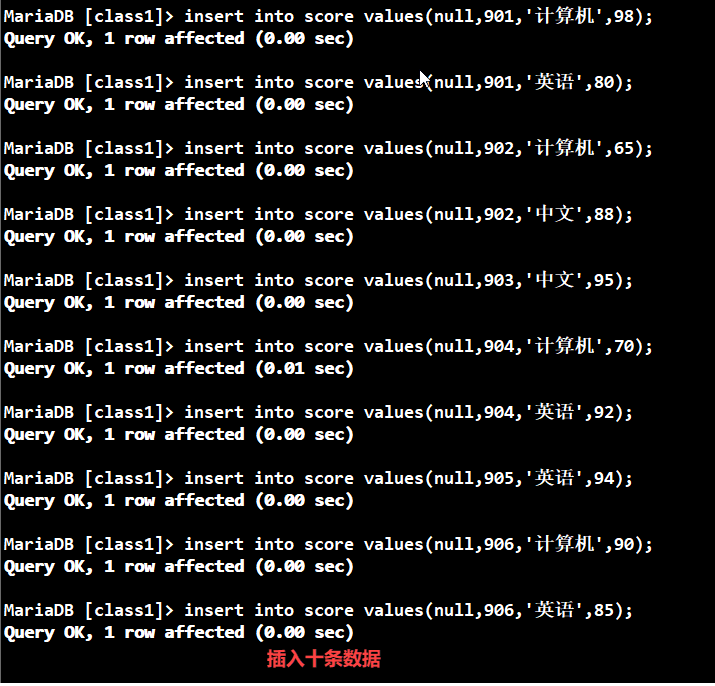 MariaDB [class1]> insert into score values(null,901,'计算机',98);
Query OK, 1 row affected (0.00 sec)
MariaDB [class1]> insert into score values(null,901,'英语',80);
Query OK, 1 row affected (0.00 sec)
MariaDB [class1]> insert into score values(null,902,'计算机',65);
Query OK, 1 row affected (0.00 sec)
MariaDB [class1]> insert into score values(null,902,'中文',88);
Query OK, 1 row affected (0.00 sec)
MariaDB [class1]> insert into score values(null,903,'中文',95);
Query OK, 1 row affected (0.00 sec)
MariaDB [class1]> insert into score values(null,904,'计算机',70);
Query OK, 1 row affected (0.01 sec)
MariaDB [class1]> insert into score values(null,904,'英语',92);
Query OK, 1 row affected (0.00 sec)
MariaDB [class1]> insert into score values(null,905,'英语',94);
Query OK, 1 row affected (0.00 sec)
MariaDB [class1]> insert into score values(null,906,'计算机',90);
Query OK, 1 row affected (0.00 sec)
MariaDB [class1]> insert into score values(null,906,'英语',85);
Query OK, 1 row affected (0.00 sec)
插入十条数据